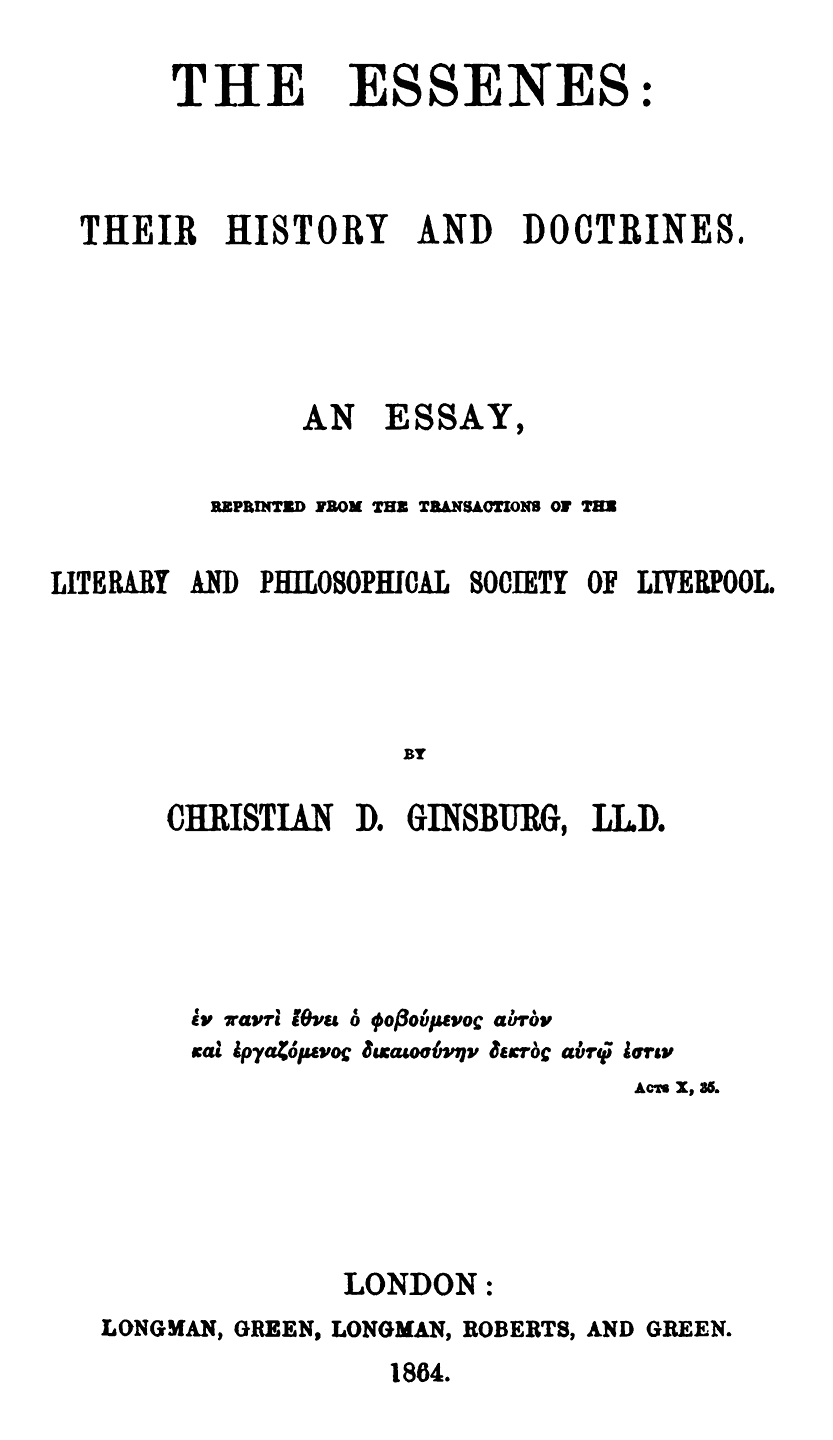 THE ESSENES:
THEIR HISTORY AND DOCTRINES.
AN ESSAY,
REPRINTED FROM THE TRANSACTIONS OF THE
LITERARY AND PHILOSOPHICAL SOCIETY OF LIVERPOOL.
BY
CHRISTIAN D. GINSBURG, LL.D.
ἐν παντὶ ἔθνει ὁ φοβούμενος αὐτὸν
καὶ ἐργαζόμενος δικαιοσύνην δεκτὸς αὐτῷ ἐστιν
ACTS X, 35.
LONDON:
LONGMAN, GREEN, LONGMAN, ROBERTS, AND GREEN.
1864.